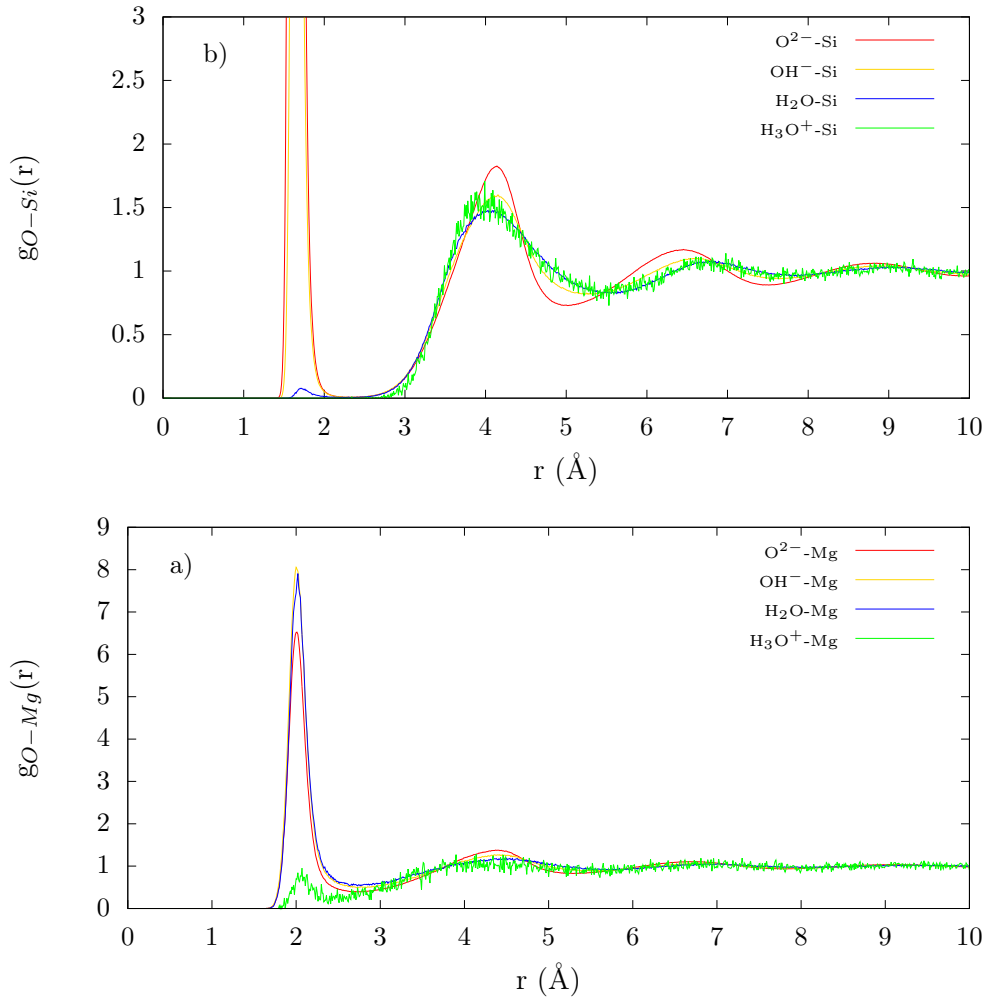 b)
O²⁻-Si
OH⁻-Si
H₂O-Si
H₃O⁺-Si
g_{O−Si}(r)
3
2.5
2
1.5
1
0.5
0
0 1 2 3 4 5 6 7 8 9 10
r (Å)
a)
O²⁻-Mg
OH⁻-Mg
H₂O-Mg
H₃O⁺-Mg
g_{O−Mg}(r)
9
8
7
6
5
4
3
2
1
0
0 1 2 3 4 5 6 7 8 9 10
r (Å)